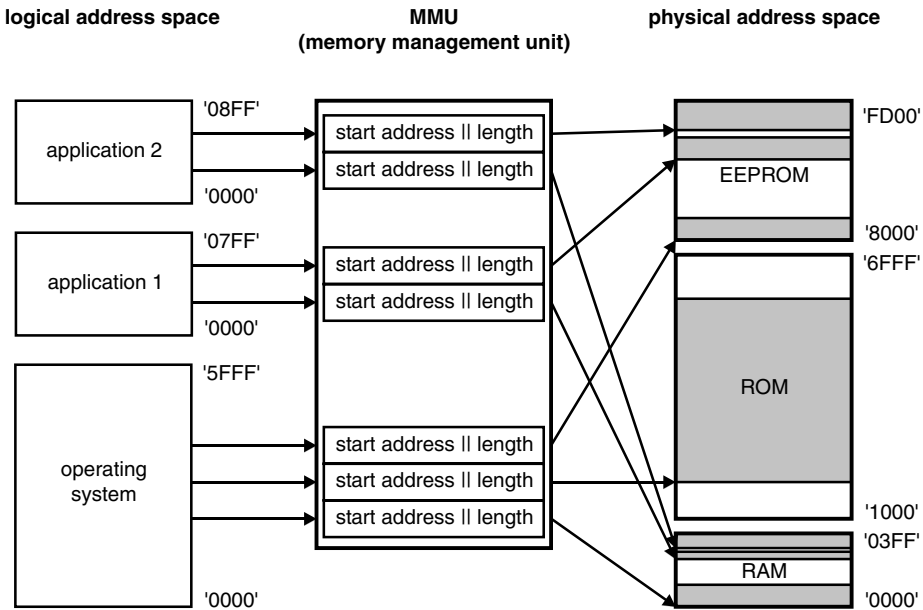 logical address space
MMU
(memory management unit)
physical address space
'08FF'
application 2
'0000'
'07FF'
application 1
'0000'
'5FFF'
operating
system
'0000'
start address || length
start address || length
start address || length
start address || length
start address || length
start address || length
start address || length
'FD00'
EEPROM
'8000'
'6FFF'
ROM
'1000'
'03FF'
RAM
'0000'